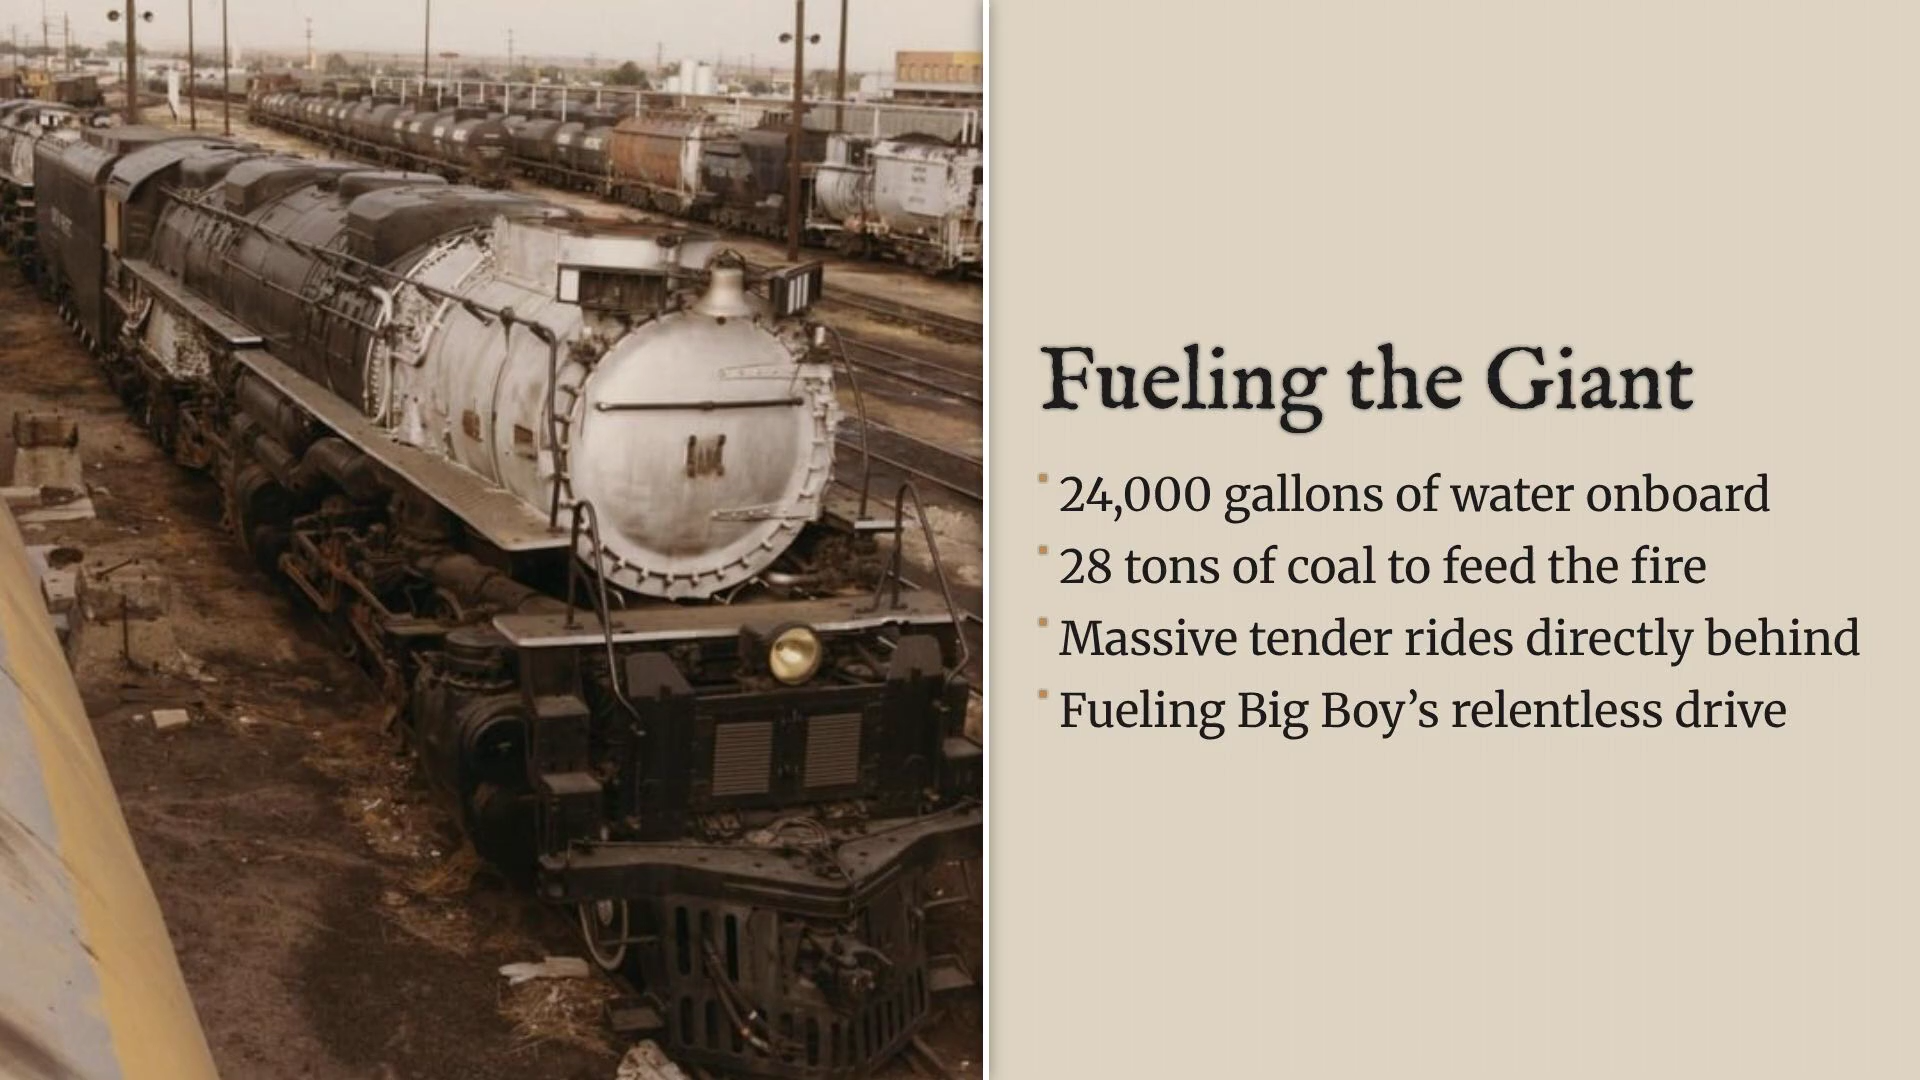 Fueling the Giant
24,000 gallons of water onboard
28 tons of coal to feed the fire
Massive tender rides directly behind
Fueling Big Boy’s relentless drive